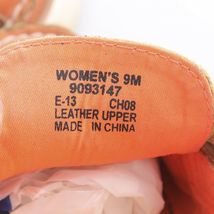 WOMEN'S 9M
9093147
E-13 CH08
LEATHER UPPER
MADE IN CHINA